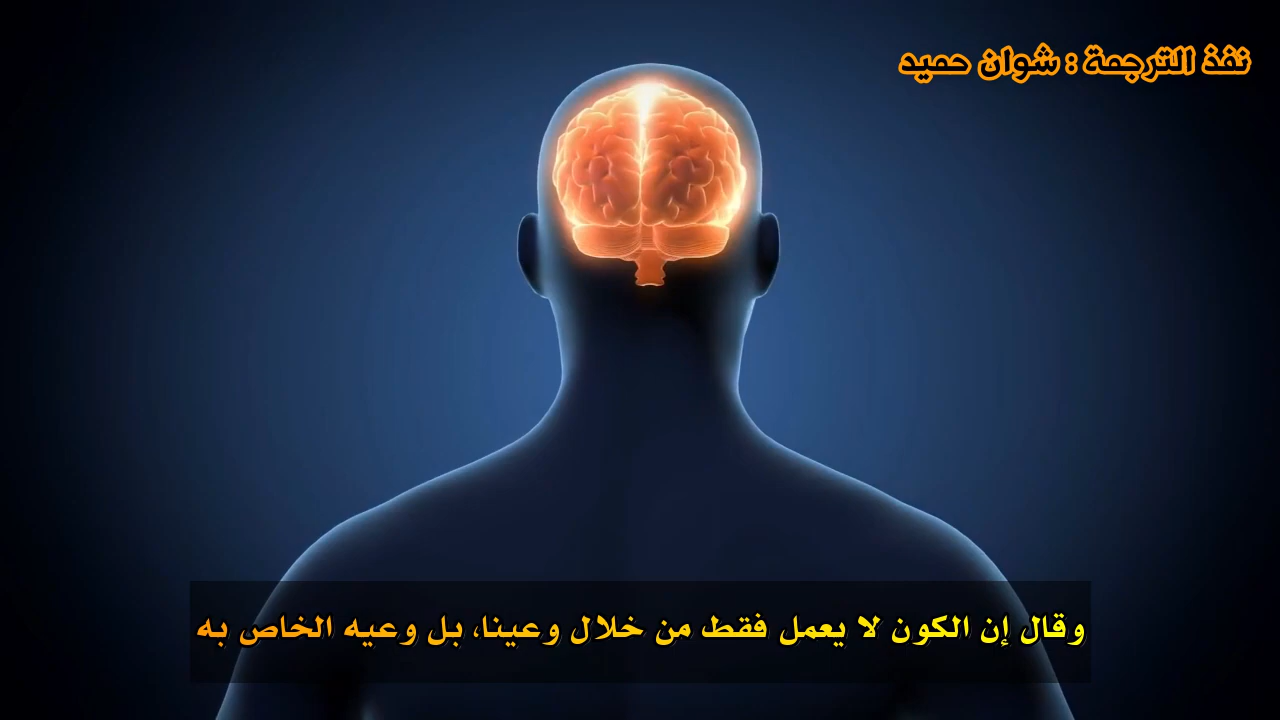 نفذ الترجمة : شوان حميد
وقال إن الكون لا يعمل فقط من خلال وعينا، بل وعيه الخاص به